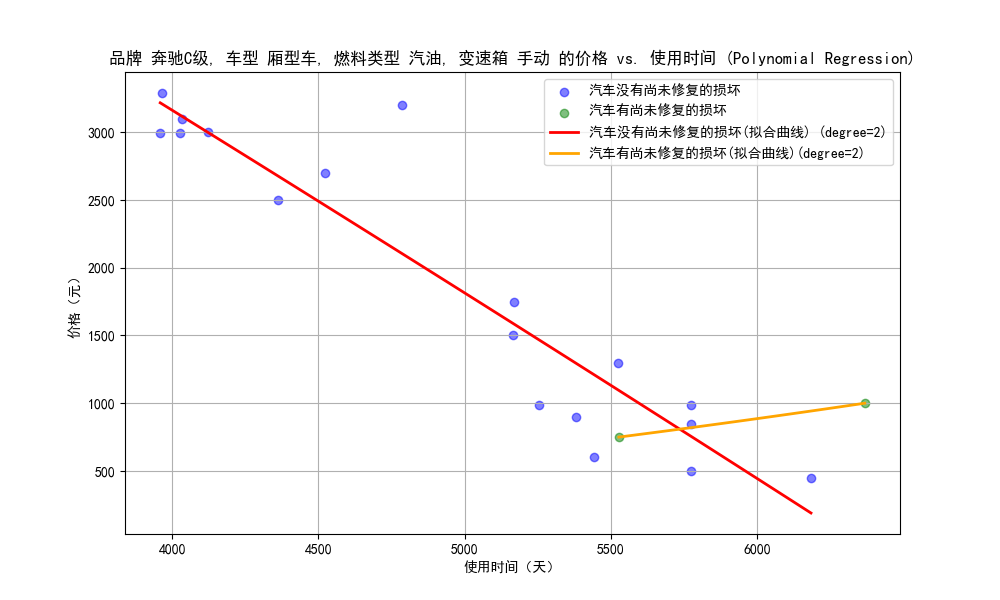 品牌 奔驰C级, 车型 厢型车, 燃料类型 汽油, 变速箱 手动 的价格 vs. 使用时间 (Polynomial Regression)
汽车没有尚未修复的损坏
汽车有尚未修复的损坏
汽车没有尚未修复的损坏(拟合曲线) (degree=2)
汽车有尚未修复的损坏(拟合曲线)(degree=2)
价格（元）
3000
2500
2000
1500
1000
500
4000
4500
5000
5500
6000
使用时间（天）